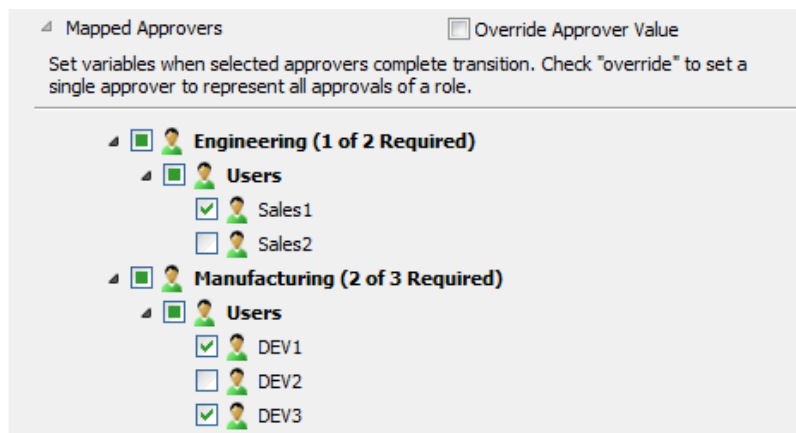 Mapped Approvers Override Approver Value
Set variables when selected approvers complete transition. Check "override" to set a
single approver to represent all approvals of a role.
Engineering (1 of 2 Required)
Users
Sales1
Sales2
Manufacturing (2 of 3 Required)
Users
DEV1
DEV2
DEV3